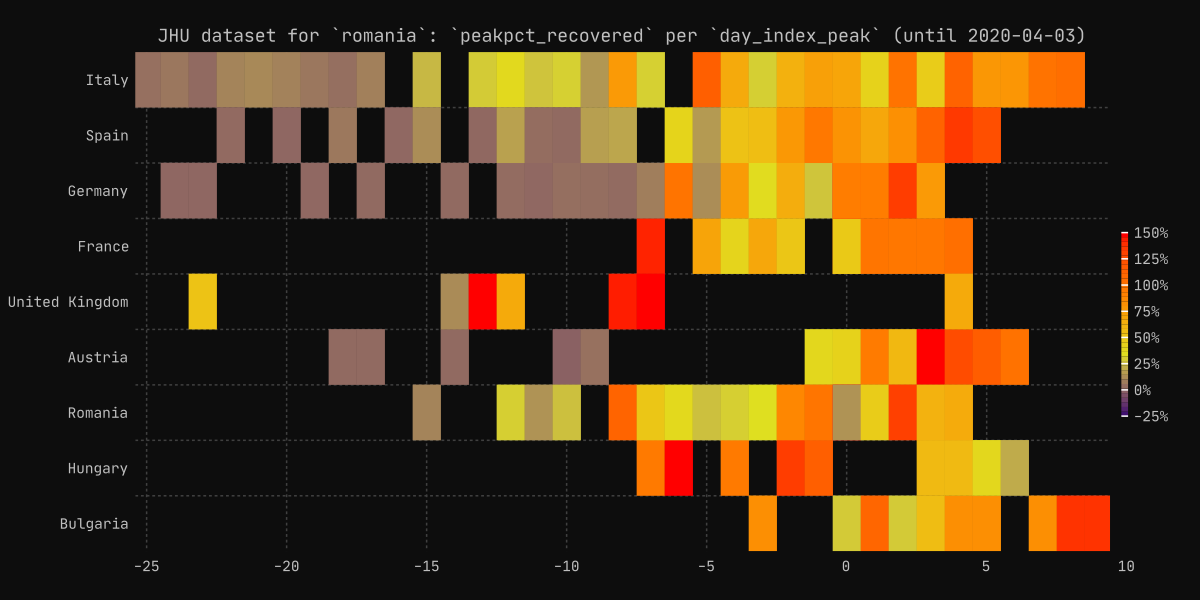 JHU dataset for `romania`: `peakpct_recovered` per `day_index_peak` (until 2020-04-03)
Italy
Spain
Germany
France
United Kingdom
Austria
Romania
Hungary
Bulgaria
150%
125%
100%
75%
50%
25%
0%
-25%
-25 -20 -15 -10 -5 0 5 10